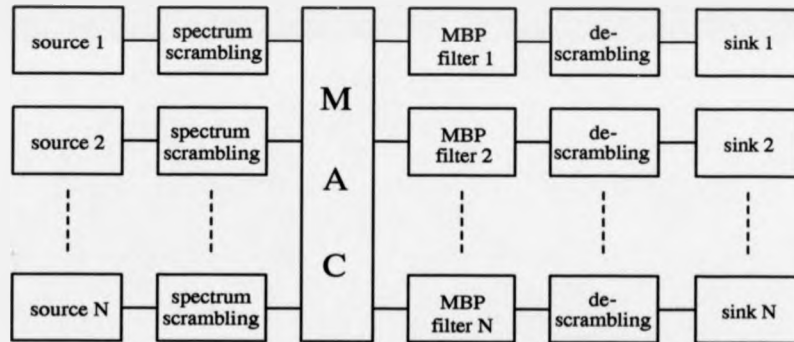 source 1
spectrum
scrambling
MBP
filter 1
de-
scrambling
sink 1
source 2
spectrum
scrambling
M
A
C
MBP
filter 2
de-
scrambling
sink 2
source N
spectrum
scrambling
MBP
filter N
de-
scrambling
sink N